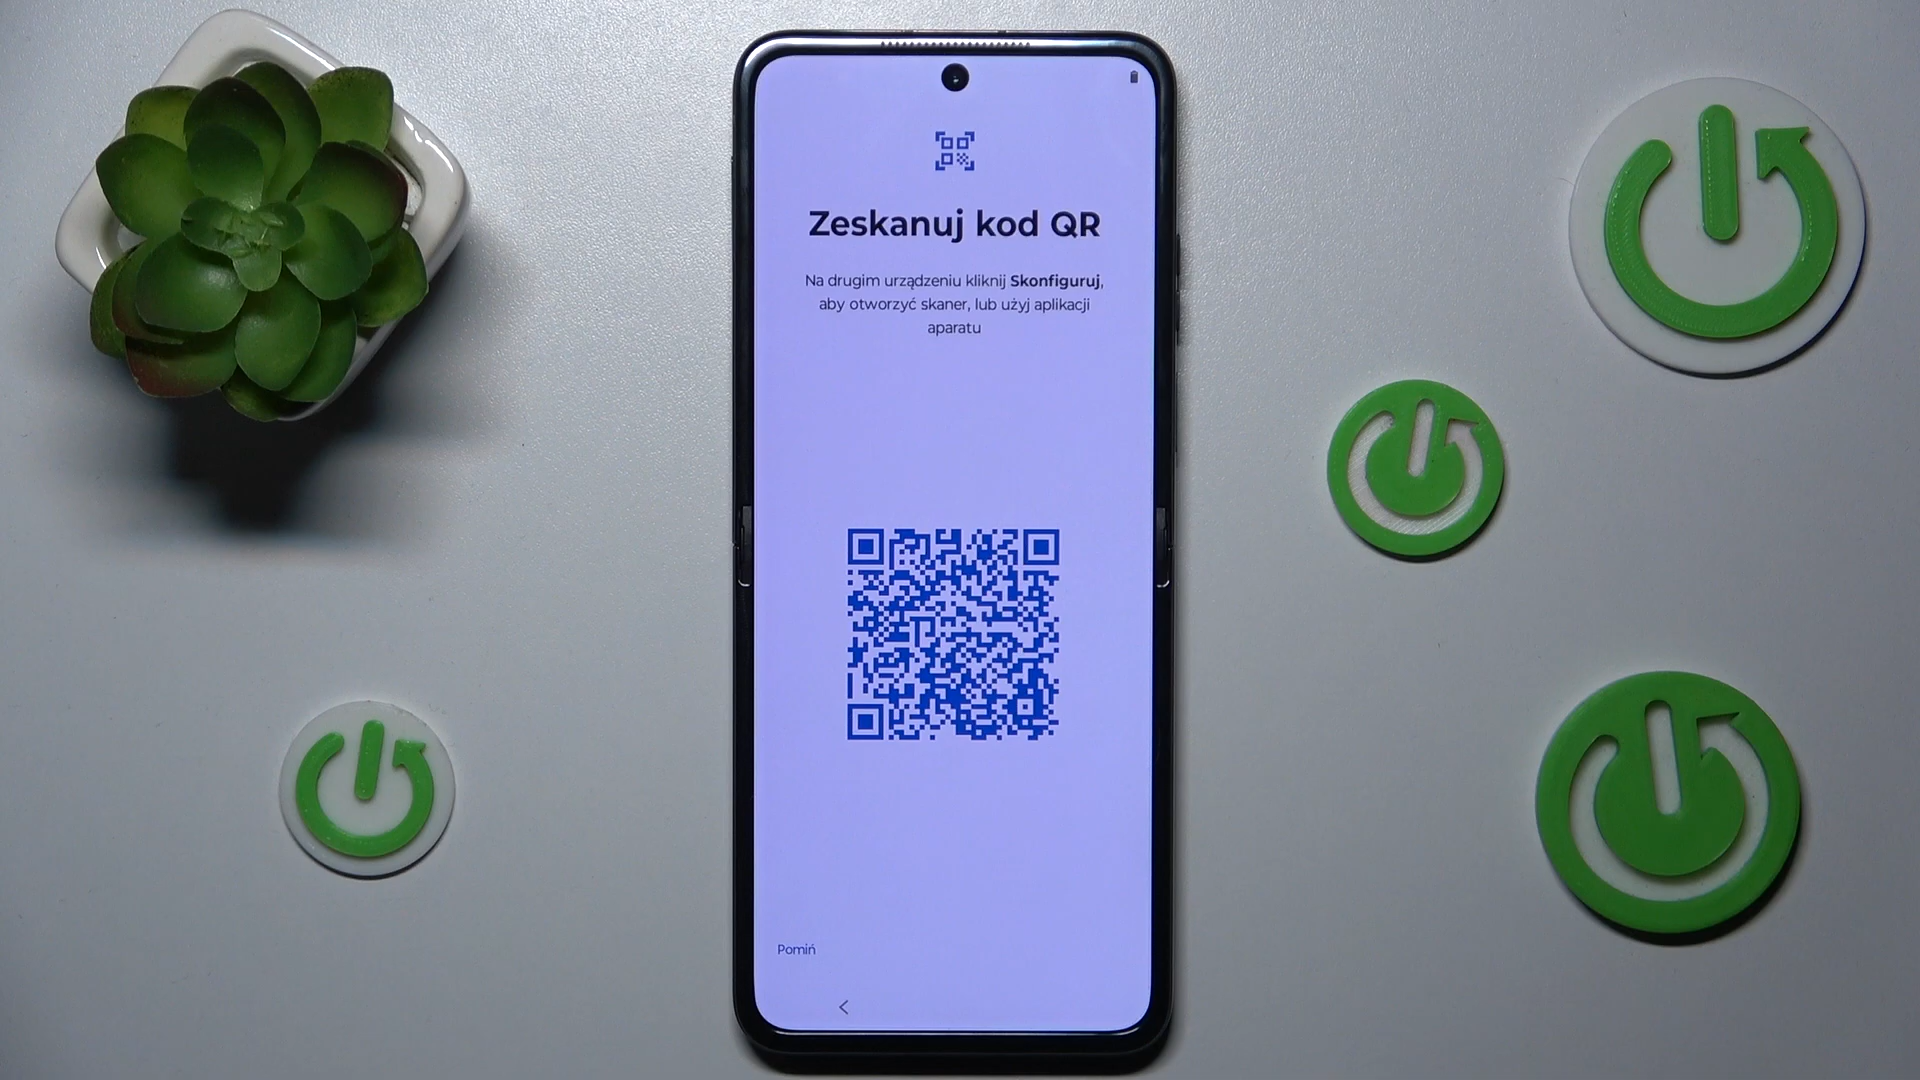 Zeskanuj kod QR
Na drugim urządzeniu kliknij Skonfiguruj,
aby otworzyć skaner, lub użyj aplikacji
aparatu
Pomiń